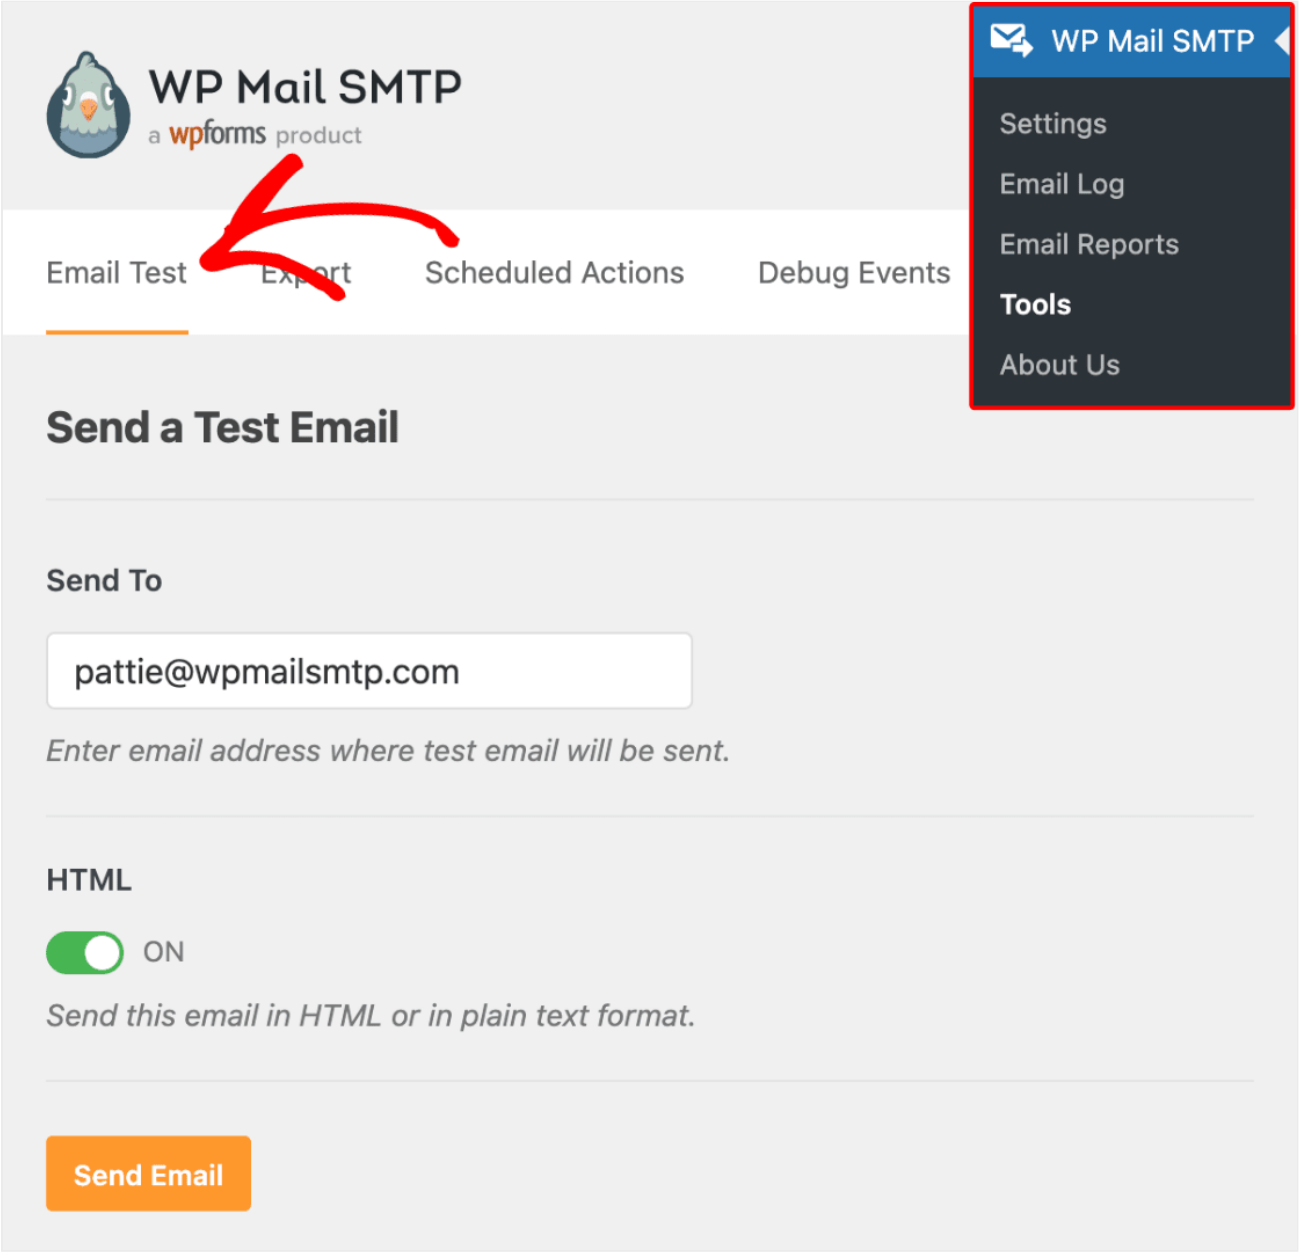 WP Mail SMTP
a wpforms product
WP Mail SMTP
Settings
Email Log
Email Reports
Tools
About Us
Email Test Export Scheduled Actions Debug Events
Send a Test Email
Send To
pattie@wpmailsmtp.com
Enter email address where test email will be sent.
HTML
ON
Send this email in HTML or in plain text format.
Send Email